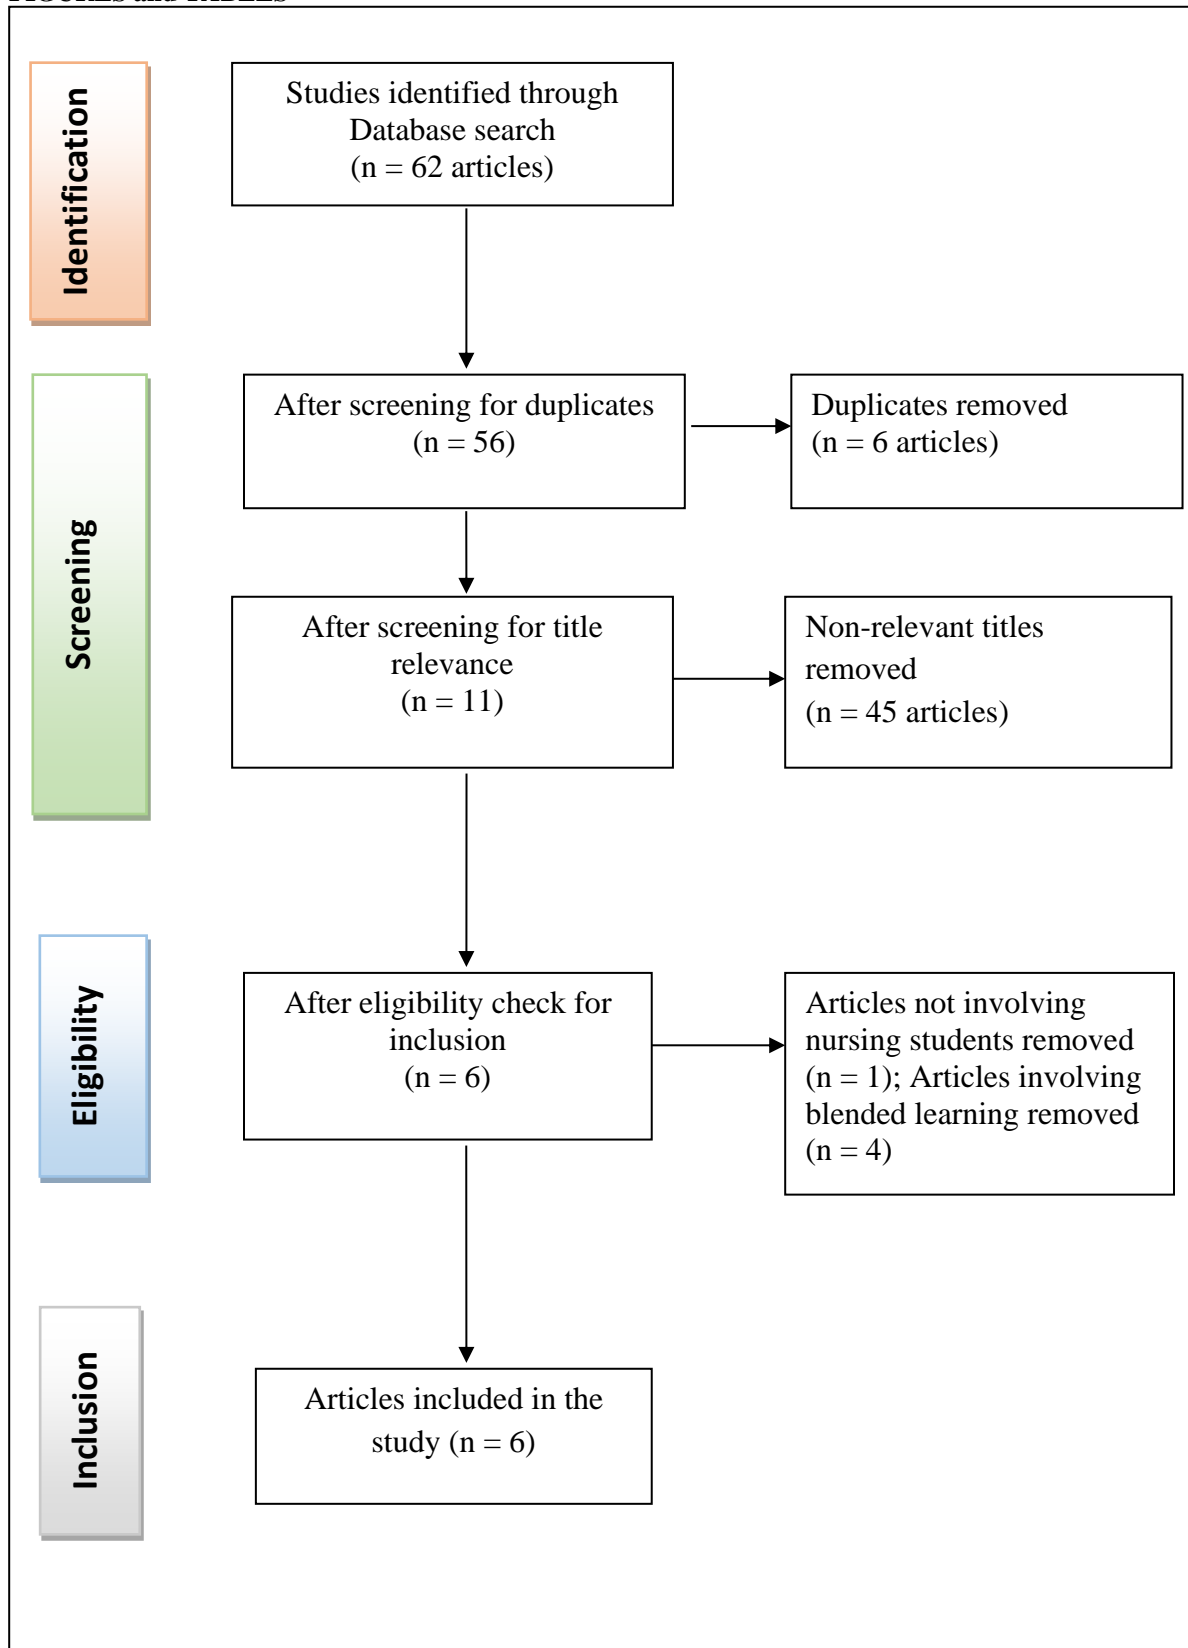 FIGURES and TABLES
Identification
Studies identified through
Database search
(n = 62 articles)
Screening
After screening for duplicates
(n = 56)
Duplicates removed
(n = 6 articles)
After screening for title
relevance
(n = 11)
Non-relevant titles
removed
(n = 45 articles)
Eligibility
After eligibility check for
inclusion
(n = 6)
Articles not involving
nursing students removed
(n = 1); Articles involving
blended learning removed
(n = 4)
Inclusion
Articles included in the
study (n = 6)